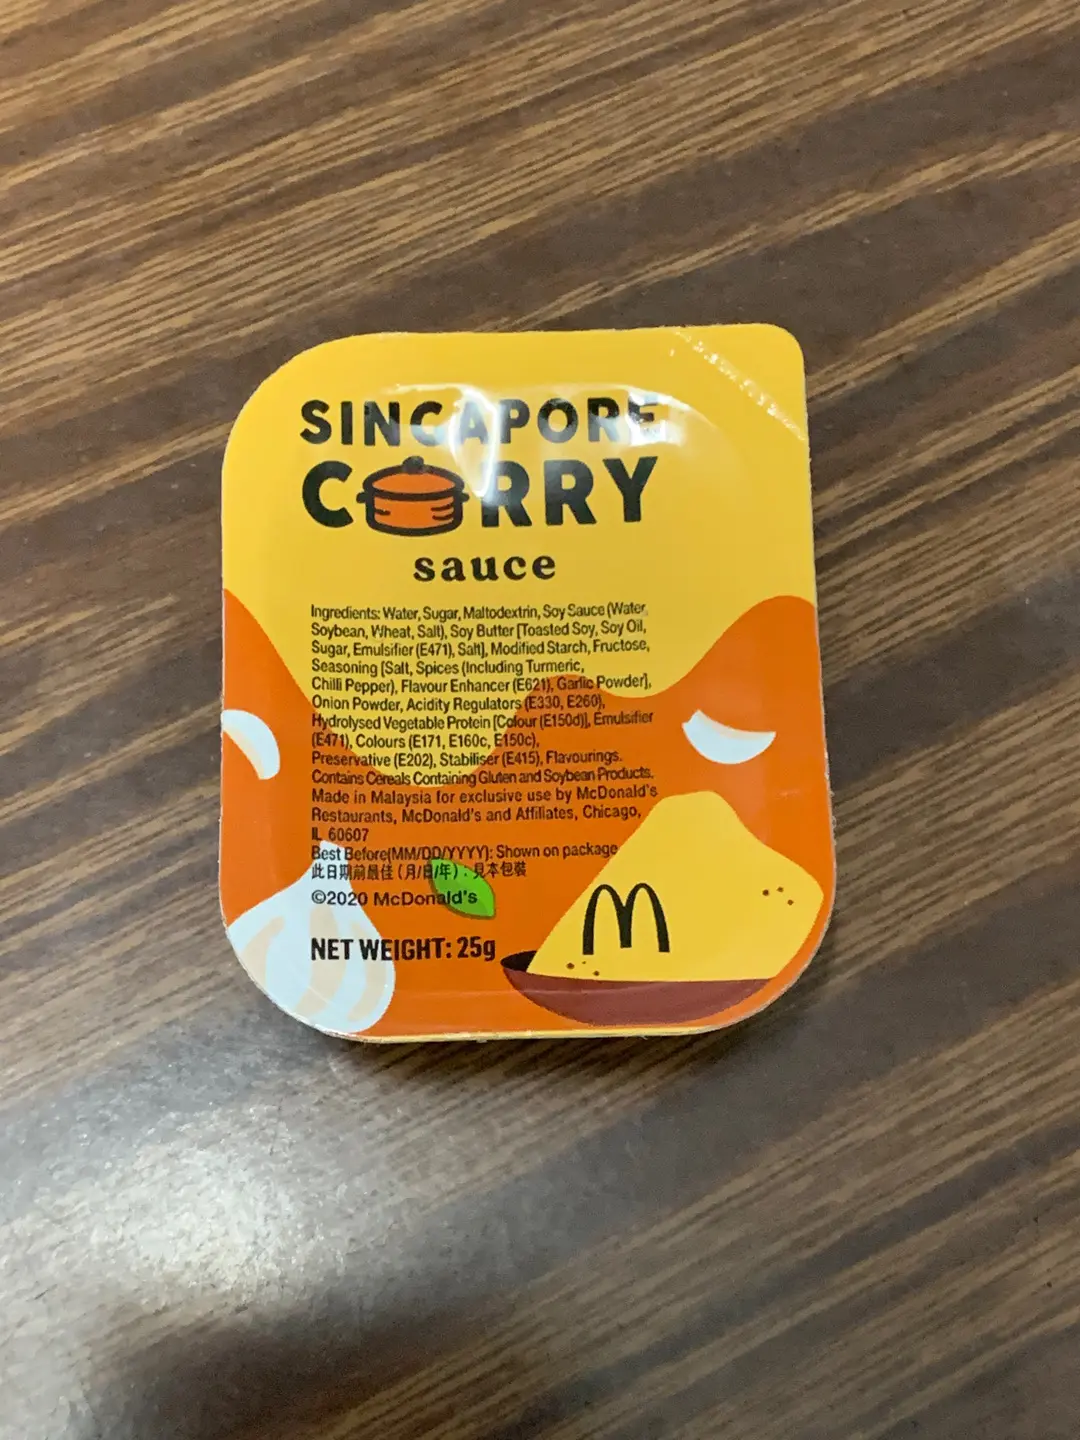 SINGAPORE
CURRY
sauce
Ingredients: Water, Sugar, Maltodextrin, Soy Sauce (Water,
Soybean, Wheat, Salt), Soy Butter [Toasted Soy, Soy Oil,
Sugar, Emulsifier (E471), Salt], Modified Starch, Fructose,
Seasoning [Salt, Spices (Including Turmeric,
Chilli Pepper), Flavour Enhancer (E621), Garlic Powder],
Onion Powder, Acidity Regulators (E330, E260),
Hydrolysed Vegetable Protein [Colour (E150d)], Emulsifier
(E471), Colours (E171, E160c, E150c),
Preservative (E202), Stabiliser (E415), Flavourings.
Contains Cereals Containing Gluten and Soybean Products.
Made in Malaysia for exclusive use by McDonald's
Restaurants, McDonald's and Affiliates, Chicago,
IL 60607
Best Before(MM/DD/YYYY): Shown on package
此日期前最佳 (月/日/年) : 見本包裝
©2020 McDonald's
NET WEIGHT: 25g